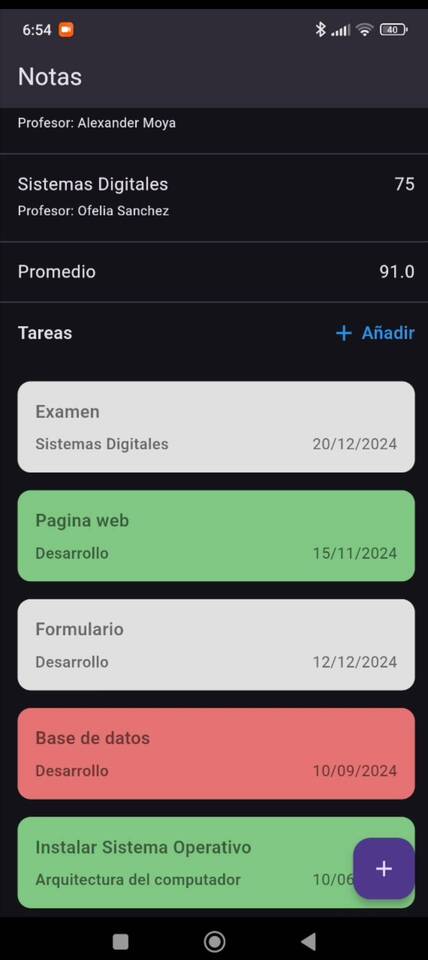 6:54
40
Notas
Profesor: Alexander Moya
Sistemas Digitales 75
Profesor: Ofelia Sanchez
Promedio 91.0
Tareas + Añadir
Examen
Sistemas Digitales 20/12/2024
Pagina web
Desarrollo 15/11/2024
Formulario
Desarrollo 12/12/2024
Base de datos
Desarrollo 10/09/2024
Instalar Sistema Operativo
Arquitectura del computador 10/06
+